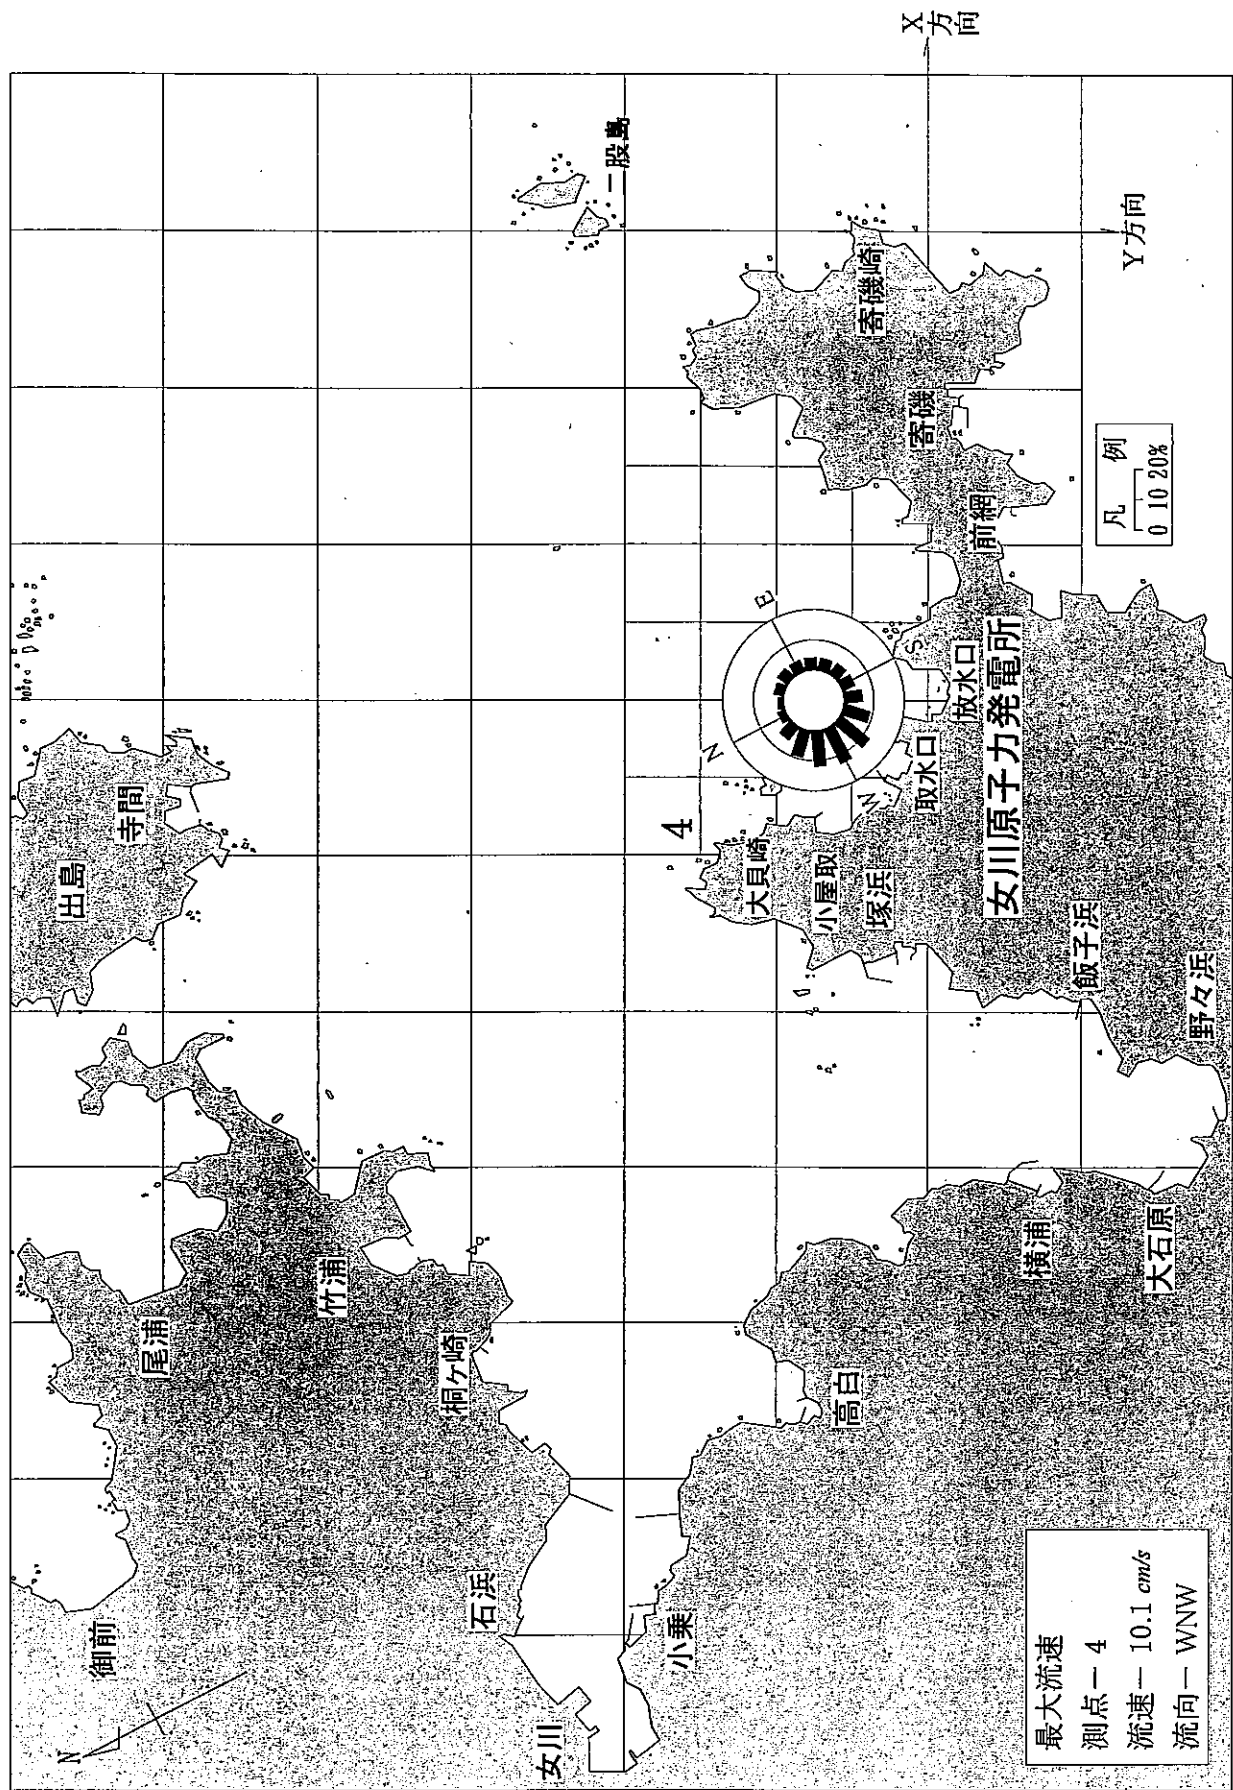 X
方向
二股島
Y方向
寄磯崎
寄磯
前網
凡 例
0 10 20%
E
S
W
N
放水口
取水口
女川原子力発電所
4
大貝崎
小屋取
塚浜
飯子浜
野々浜
寺間
出島
竹浦
尾浦
桐ケ崎
横浦
大石原
高白
石浜
小乗
御前
女川
N
最大流速
測点－4
流速－10.1 cm/s
流向－WNW